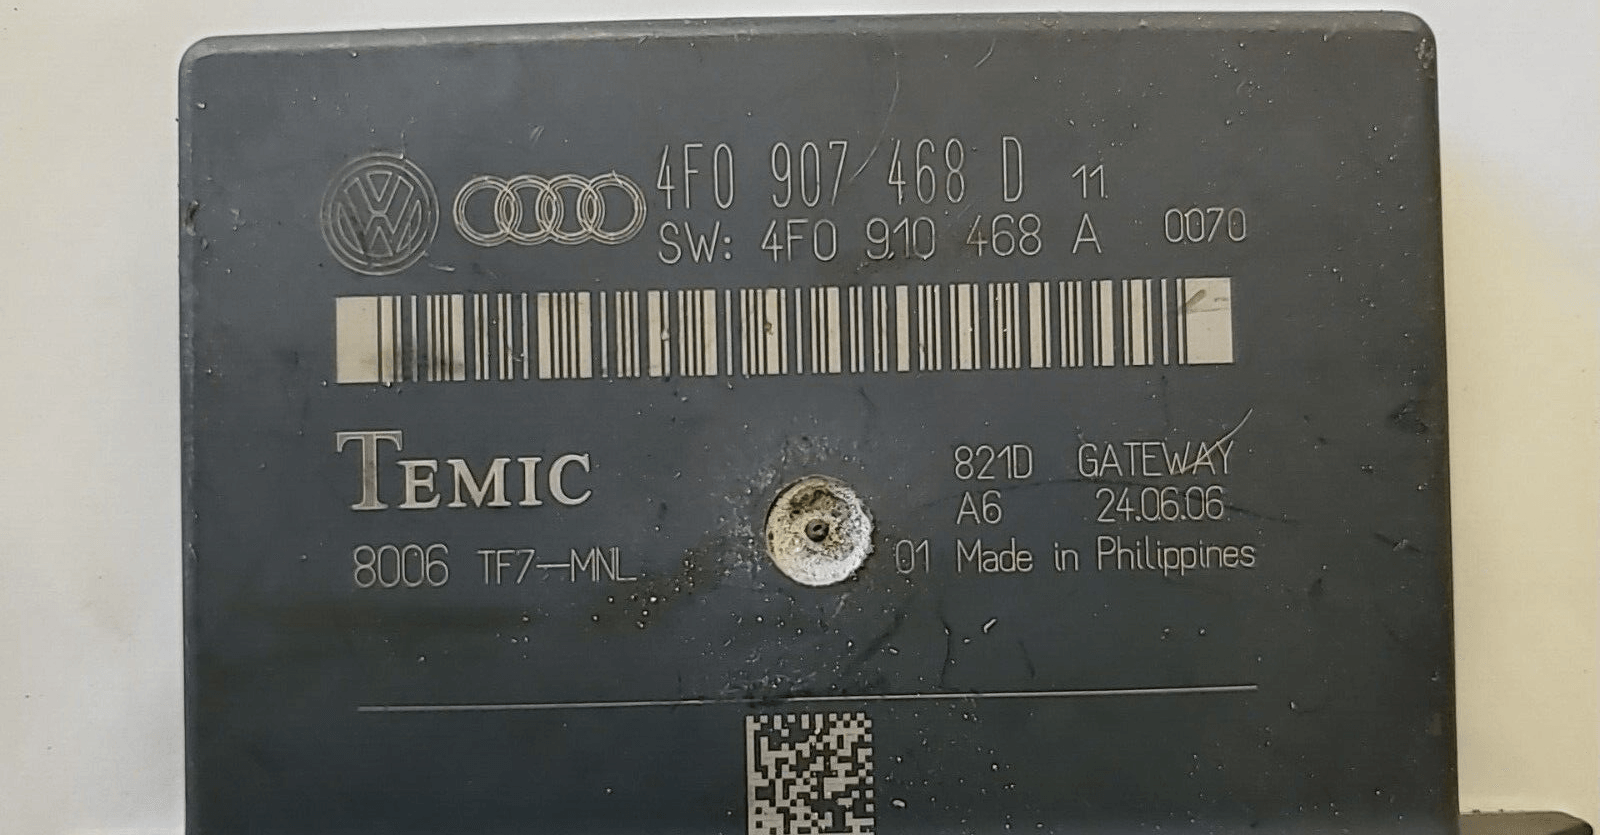 4F0 907 468 D 11
SW: 4F0 910 468 A 0070
TEMIC
821D GATEWAY
A6 24.06.06
8006 TF7-MNL 01 Made in Philippines